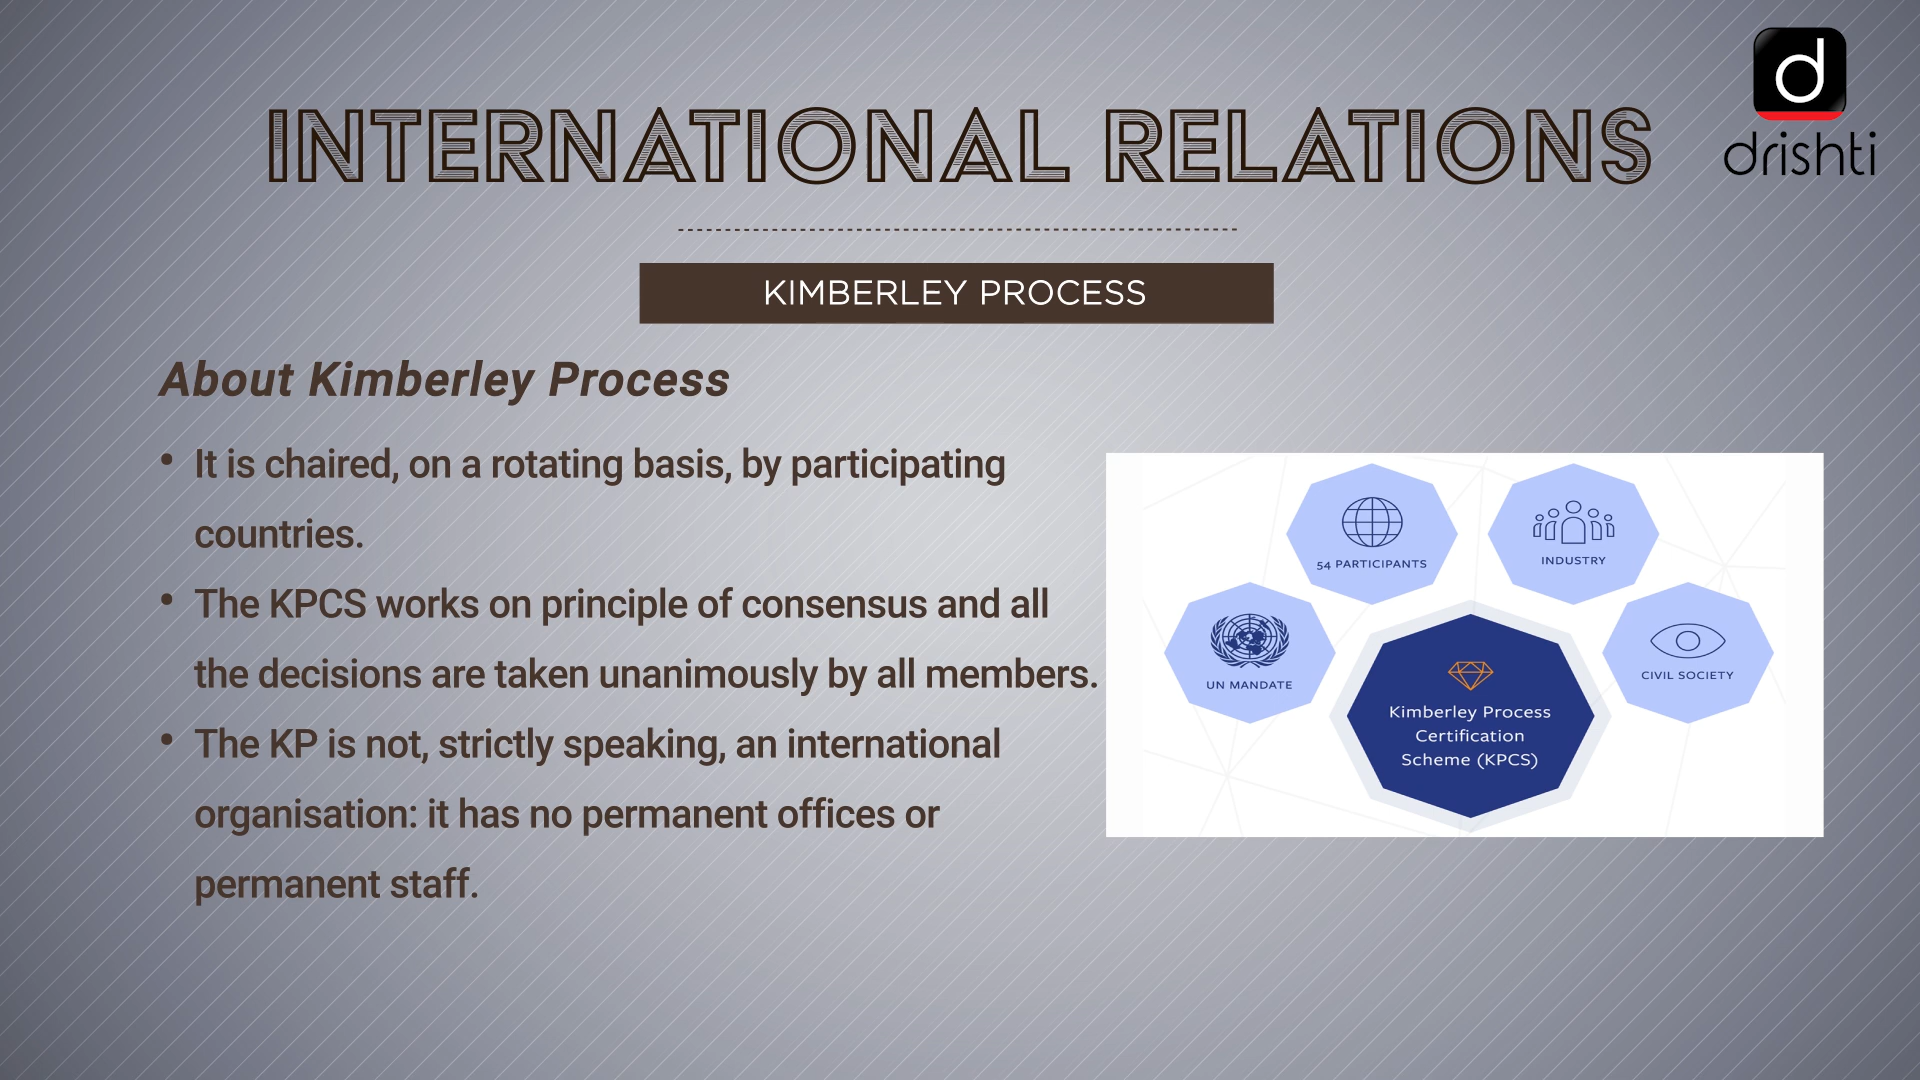 d
drishti
INTERNATIONAL RELATIONS
KIMBERLEY PROCESS
About Kimberley Process
• It is chaired, on a rotating basis, by participating
countries.
• The KPCS works on principle of consensus and all
the decisions are taken unanimously by all members.
• The KP is not, strictly speaking, an international
organisation: it has no permanent offices or
permanent staff.
54 PARTICIPANTS
INDUSTRY
UN MANDATE
CIVIL SOCIETY
Kimberley Process
Certification
Scheme (KPCS)